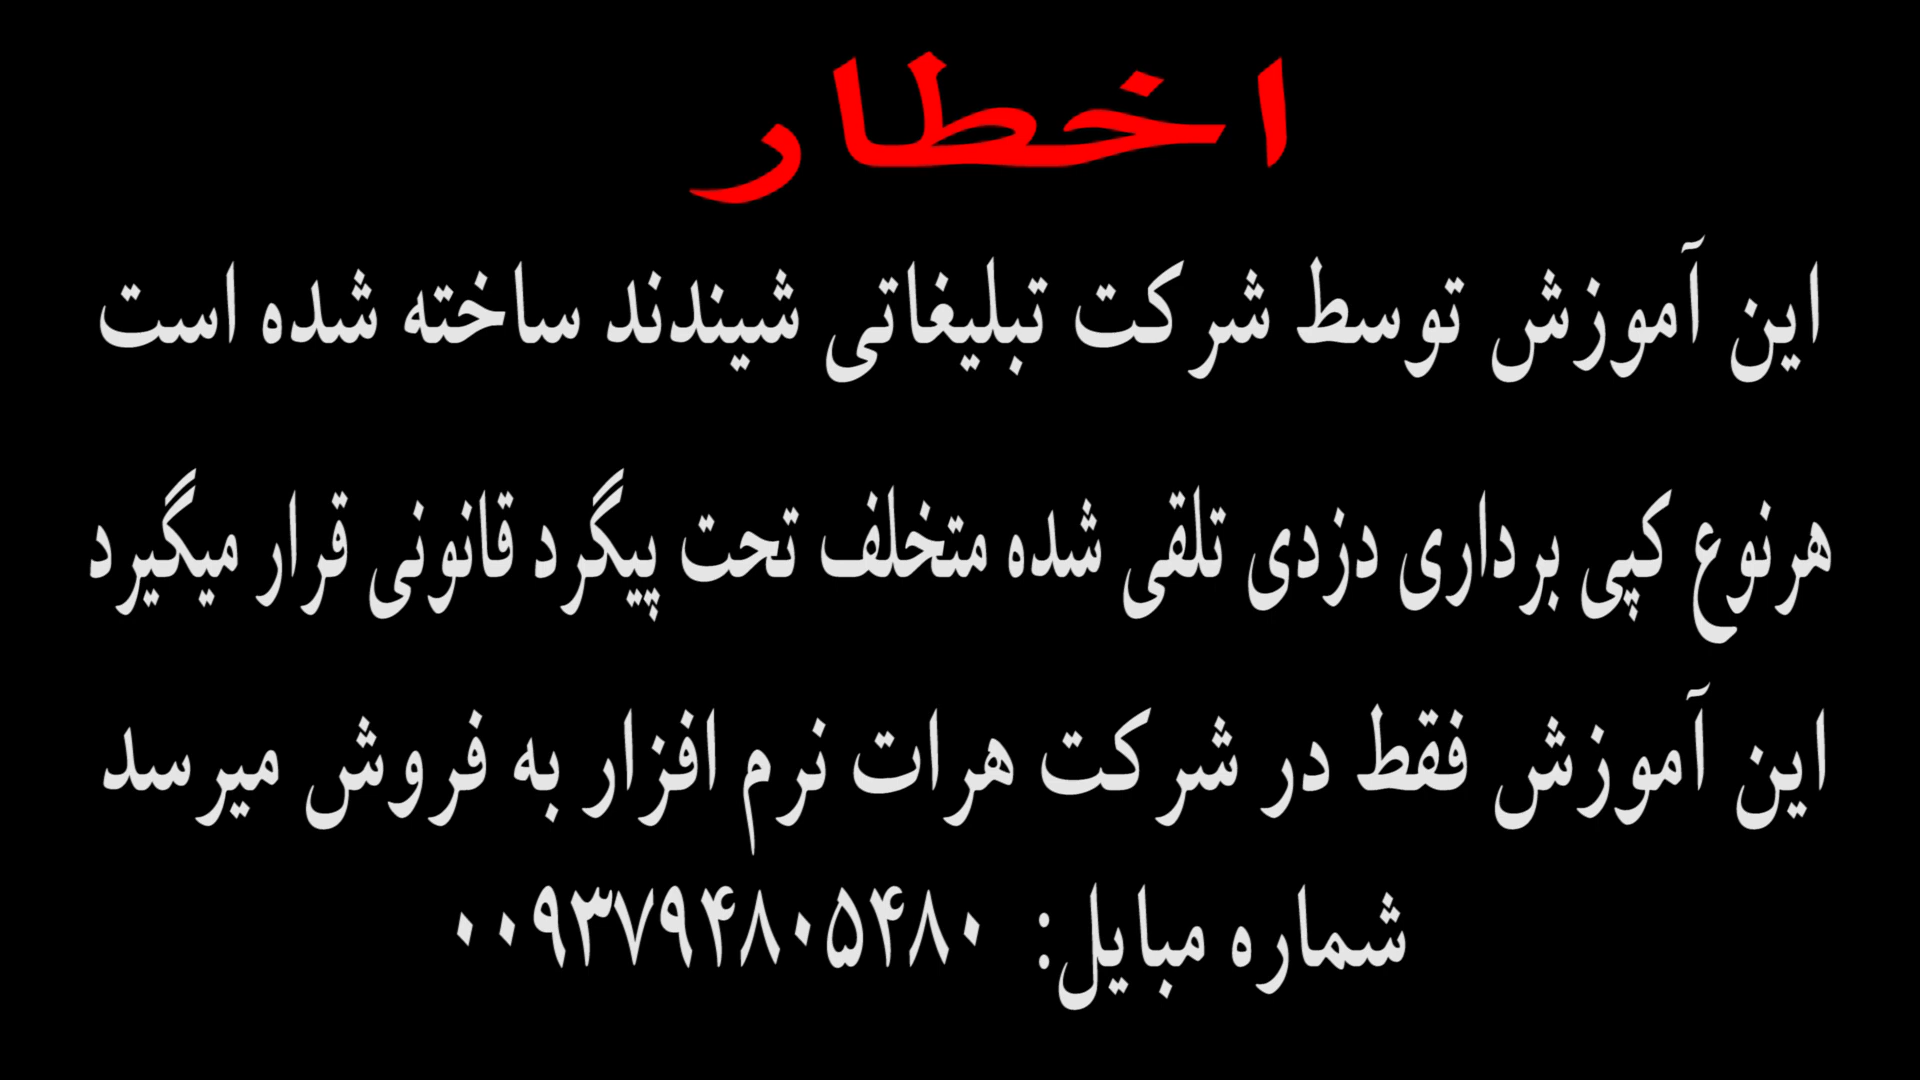 اخطار
این آموزش توسط شرکت تبلیغاتی شیندند ساخته شده است
هرنوع کپی برداری دزدی تلقی شده متخلف تحت پیگرد قانونی قرار میگیرد
این آموزش فقط در شرکت هرات نرم افزار به فروش میرسد
شماره مبایل: ۰۰۹۳۷۹۴۸۰۵۴۸۰